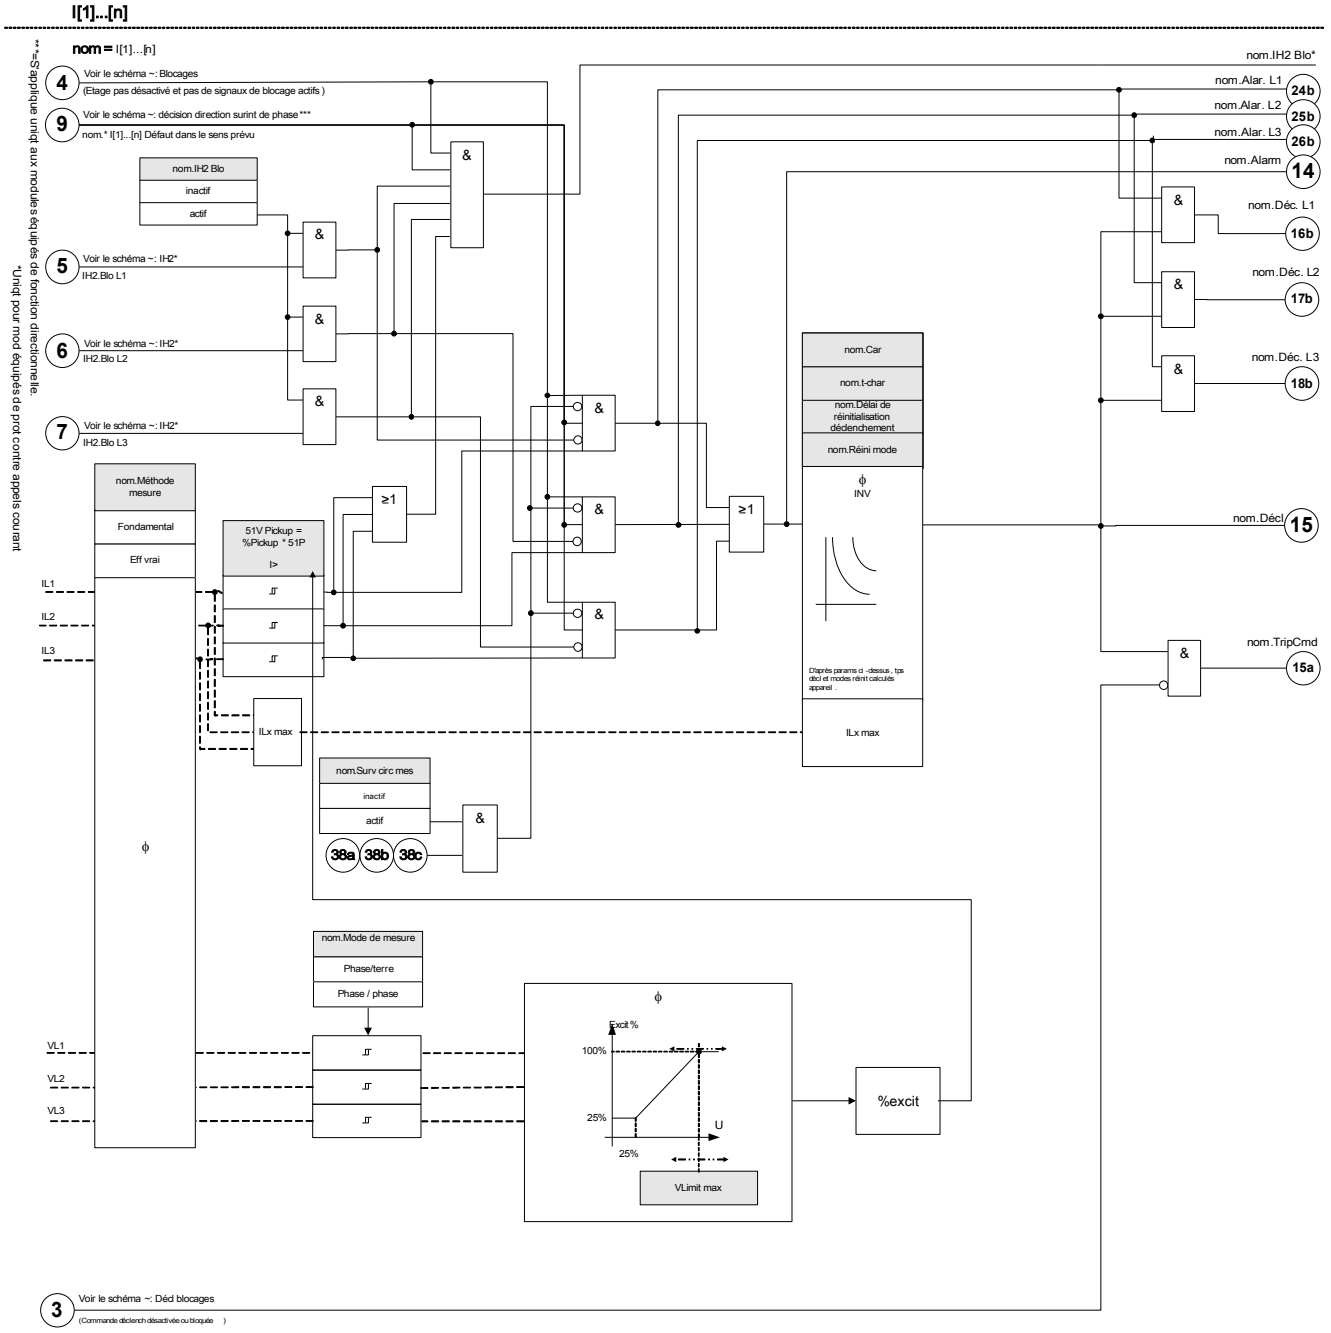 I[1]...[n]
nom = I[1]...[n]
***=S'applique uniqt aux modules équipés de fonction directionnelle.
*Uniqt pour mod équipés de prot contre appels courant
4
Voir le schéma ~: Blocages
(Etage pas désactivé et pas de signaux de blocage actifs )
9
Voir le schéma ~: décision direction surint de phase ***
nom.* I[1]...[n] Défaut dans le sens prévu
nom.IH2 Blo
inactif
actif
5
Voir le schéma ~: IH2*
IH2.Blo L1
6
Voir le schéma ~: IH2*
IH2.Blo L2
7
Voir le schéma ~: IH2*
IH2.Blo L3
&
&
&
&
nom.IH2 Blo*
nom.Alar. L1
24b
nom.Alar. L2
25b
nom.Alar. L3
26b
nom.Alarm
14
&
nom.Déc. L1
16b
&
nom.Déc. L2
17b
&
nom.Déc. L3
18b
nom.Méthode
mesure
Fondamental
Eff vrai
ϕ
51V Pickup =
%Pickup * 51P
I>
≥1
&
&
&
≥1
nom.Car
nom.t-char
nom.Délai de
réinitialisation
déclenchement
nom.Réini mode
ϕ
INV
D'après params ci -dessus , tps
décl et modes réinit calculés
appareil .
ILx max
nom.Décl
15
&
nom.TripCmd
15a
IL1
IL2
IL3
ILx max
nom.Surv circ mes
inactif
actif
38a
38b
38c
&
nom.Mode de mesure
Phase/terre
Phase / phase
VL1
VL2
VL3
ϕ
Excit %
100%
25%
U
25%
VLimit max
%excit
3
Voir le schéma ~: Décl blocages
(Commande déclench désactivée ou bloquée )